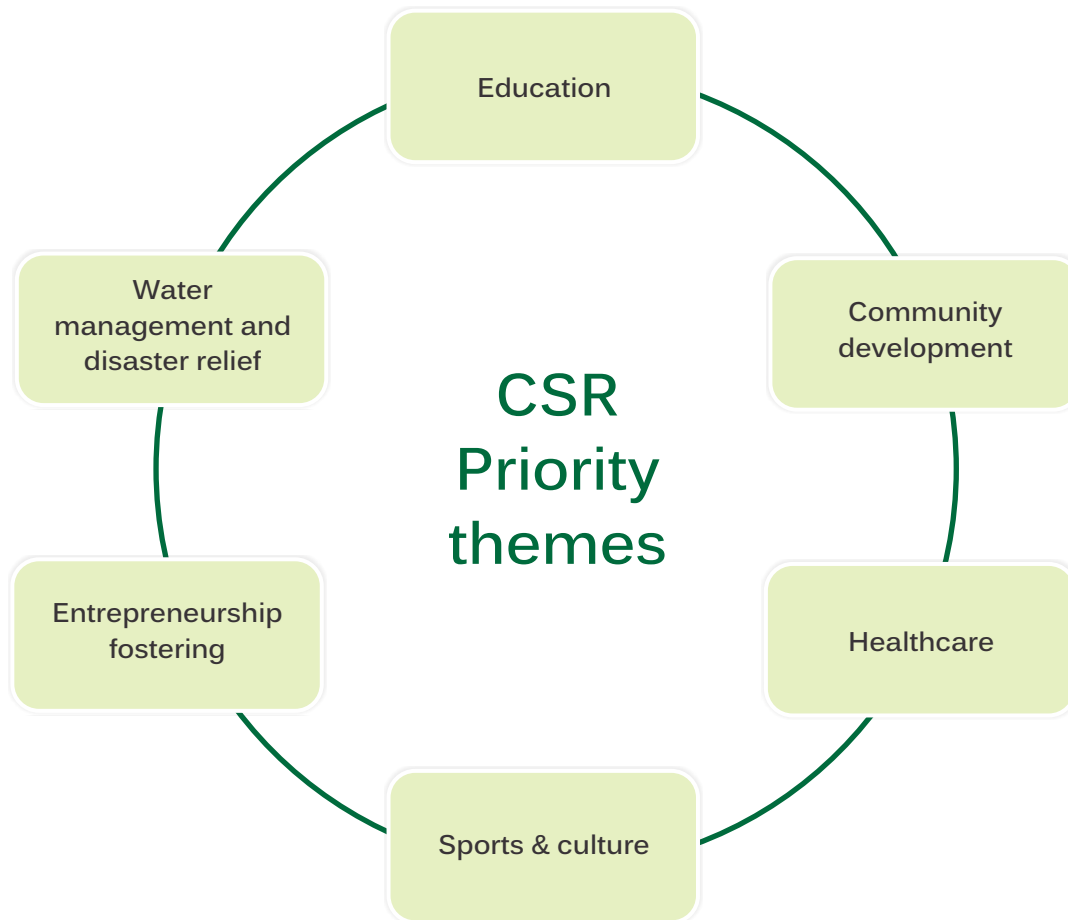 Education
Community
development
Healthcare
Sports & culture
Entrepreneurship
fostering
Water
management and
disaster relief
CSR
Priority
themes